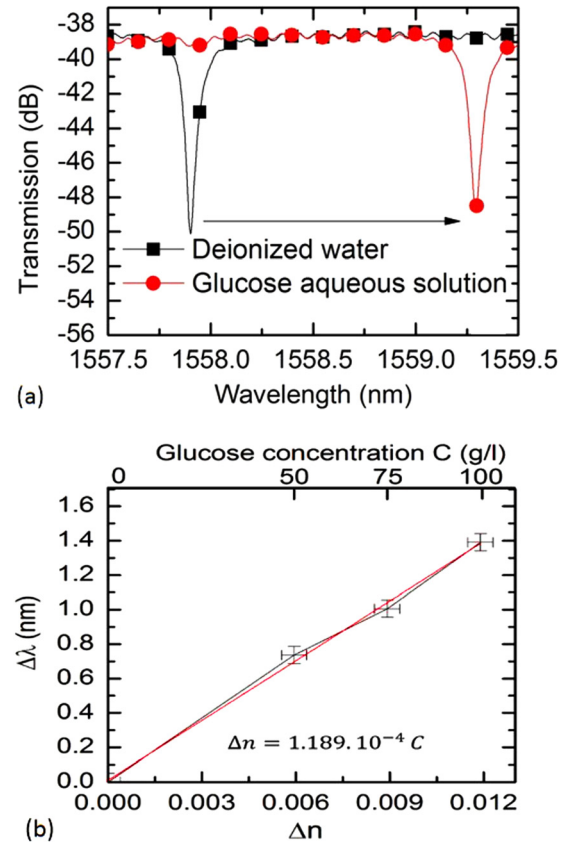 -38
-40
-42
-44
-46
-48
-50
-52
-54
-56
Transmission (dB)
Deionized water
Glucose aqueous solution
1557.5 1558.0 1558.5 1559.0 1559.5
Wavelength (nm)
(a)
Glucose concentration C (g/l)
0 50 75 100
1.6
1.4
1.2
1.0
0.8
0.6
0.4
0.2
0.0
Δλ (nm)
Δn = 1.189.10⁻⁴ C
0.000 0.003 0.006 0.009 0.012
Δn
(b)